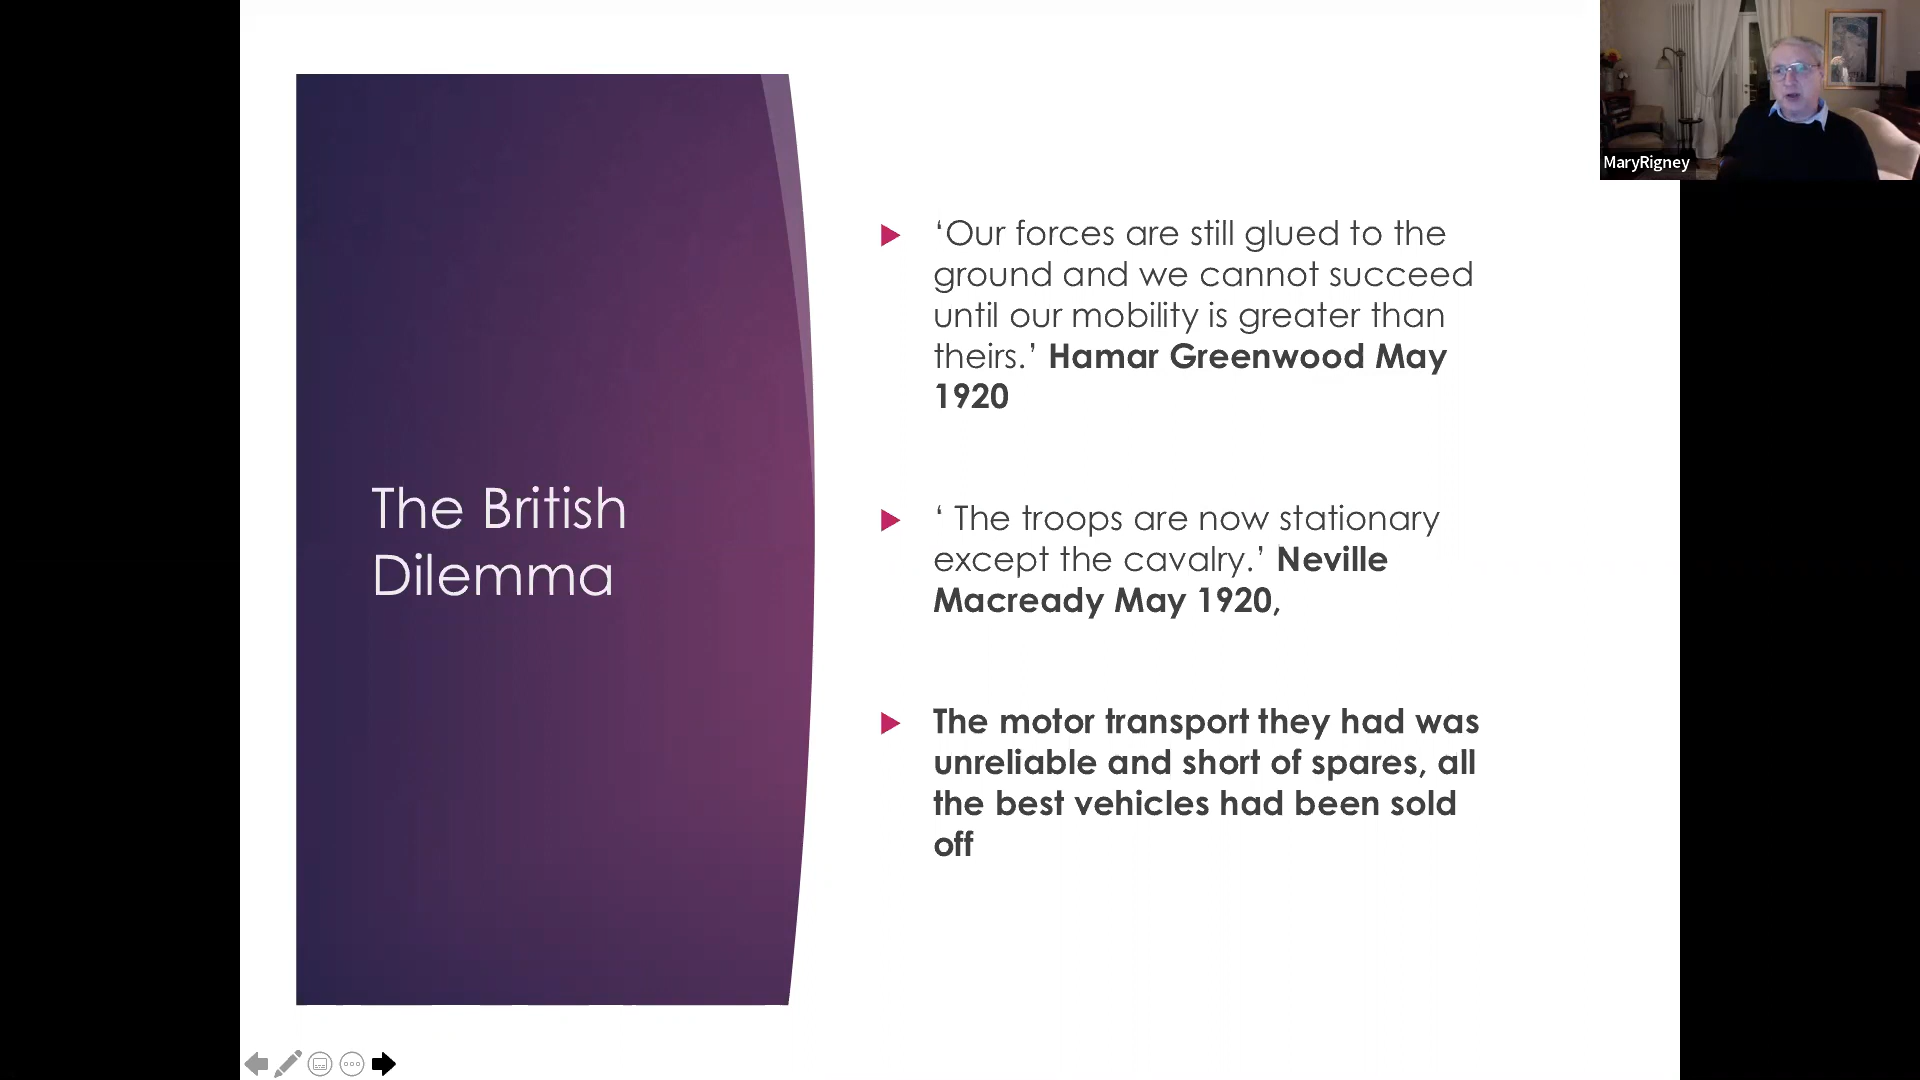 MaryRigney
The British
Dilemma
‘Our forces are still glued to the
ground and we cannot succeed
until our mobility is greater than
theirs.’ Hamar Greenwood May
1920
‘ The troops are now stationary
except the cavalry.’ Neville
Macready May 1920,
The motor transport they had was
unreliable and short of spares, all
the best vehicles had been sold
off